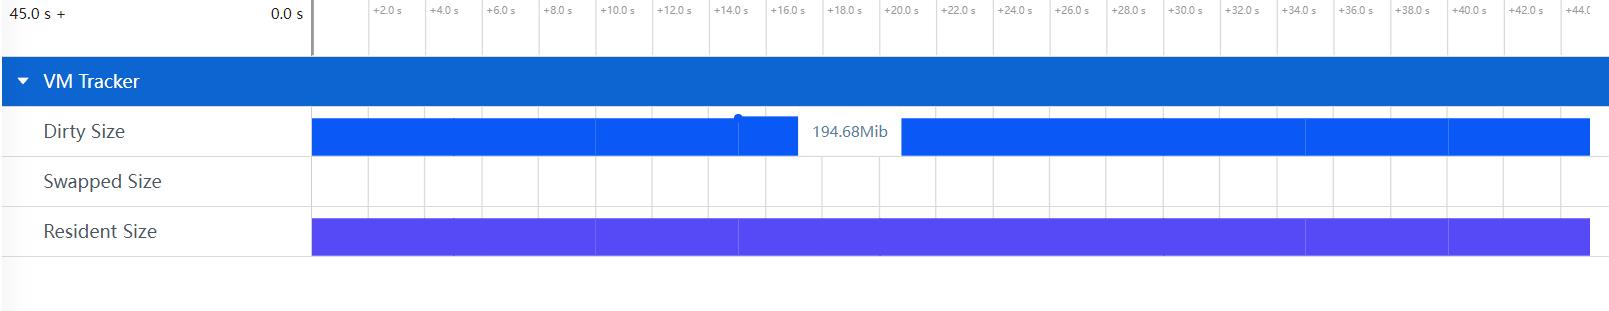 45.0 s + 0.0 s +2.0 s +4.0 s +6.0 s +8.0 s +10.0 s +12.0 s +14.0 s +16.0 s +18.0 s +20.0 s +22.0 s +24.0 s +26.0 s +28.0 s +30.0 s +32.0 s +34.0 s +36.0 s +38.0 s +40.0 s +42.0 s +44.0
VM Tracker
Dirty Size 194.68Mib
Swapped Size
Resident Size